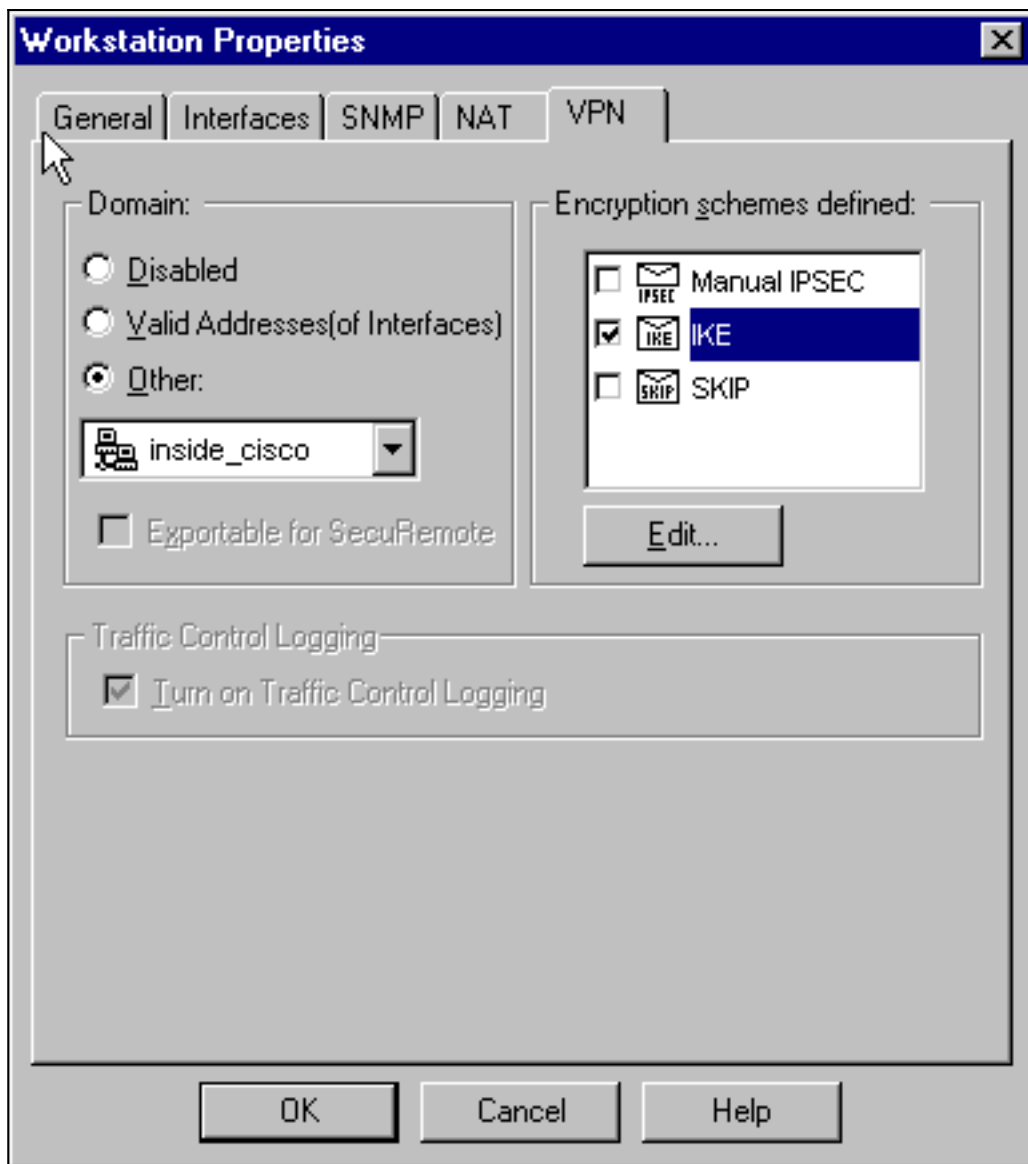 Workstation Properties
General Interfaces SNMP NAT VPN
Domain:
Disabled
Valid Addresses(of Interfaces)
Other:
inside_cisco
Exportable for SecuRemote
Encryption schemes defined:
IPSEC Manual IPSEC
IKE IKE
SKIP SKIP
Edit...
Traffic Control Logging
Turn on Traffic Control Logging
OK Cancel Help